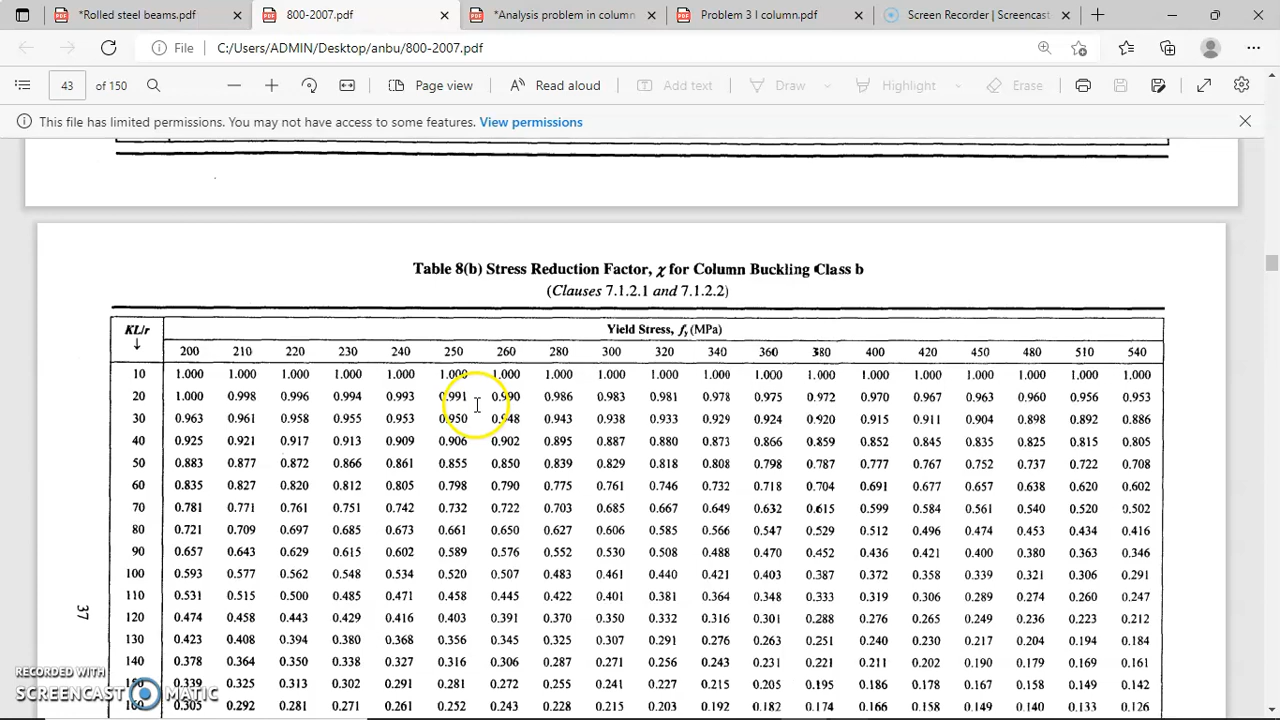 *Rolled steel beams.pdf
800-2007.pdf
*Analysis problem in column
Problem 3 I column.pdf
Screen Recorder | Screencast
File C:/Users/ADMIN/Desktop/anbu/800-2007.pdf
43 of 150 Page view Read aloud Add text Draw Highlight Erase
This file has limited permissions. You may not have access to some features. View permissions
Table 8(b) Stress Reduction Factor, χ for Column Buckling Class b
(Clauses 7.1.2.1 and 7.1.2.2)
KL/r Yield Stress, fy (MPa)
↓ 200 210 220 230 240 250 260 280 300 320 340 360 380 400 420 450 480 510 540
10 1.000 1.000 1.000 1.000 1.000 1.000 1.000 1.000 1.000 1.000 1.000 1.000 1.000 1.000 1.000 1.000 1.000 1.000 1.000
20 1.000 0.998 0.996 0.994 0.993 0.991 0.990 0.986 0.983 0.981 0.978 0.975 0.972 0.970 0.967 0.963 0.960 0.956 0.953
30 0.963 0.961 0.958 0.955 0.953 0.950 0.948 0.943 0.938 0.933 0.929 0.924 0.920 0.915 0.911 0.904 0.898 0.892 0.886
40 0.925 0.921 0.917 0.913 0.909 0.906 0.902 0.895 0.887 0.880 0.873 0.866 0.859 0.852 0.845 0.835 0.825 0.815 0.805
50 0.883 0.877 0.872 0.866 0.861 0.855 0.850 0.839 0.829 0.818 0.808 0.798 0.787 0.777 0.767 0.752 0.737 0.722 0.708
60 0.835 0.827 0.820 0.812 0.805 0.798 0.790 0.775 0.761 0.746 0.732 0.718 0.704 0.691 0.677 0.657 0.638 0.620 0.602
70 0.781 0.771 0.761 0.751 0.742 0.732 0.722 0.703 0.685 0.667 0.649 0.632 0.615 0.599 0.584 0.561 0.540 0.520 0.502
80 0.721 0.709 0.697 0.685 0.673 0.661 0.650 0.627 0.606 0.585 0.566 0.547 0.529 0.512 0.496 0.474 0.453 0.434 0.416
90 0.657 0.643 0.629 0.615 0.602 0.589 0.576 0.552 0.530 0.508 0.488 0.470 0.452 0.436 0.421 0.400 0.380 0.363 0.346
100 0.593 0.577 0.562 0.548 0.534 0.520 0.507 0.483 0.461 0.440 0.421 0.403 0.387 0.372 0.358 0.339 0.321 0.306 0.291
110 0.531 0.515 0.500 0.485 0.471 0.458 0.445 0.422 0.401 0.381 0.364 0.348 0.333 0.319 0.306 0.289 0.274 0.260 0.247
120 0.474 0.458 0.443 0.429 0.416 0.403 0.391 0.370 0.350 0.332 0.316 0.301 0.288 0.276 0.265 0.249 0.236 0.223 0.212
130 0.423 0.408 0.394 0.380 0.368 0.356 0.345 0.325 0.307 0.291 0.276 0.263 0.251 0.240 0.230 0.217 0.204 0.194 0.184
140 0.378 0.364 0.350 0.338 0.327 0.316 0.306 0.287 0.271 0.256 0.243 0.231 0.221 0.211 0.202 0.190 0.179 0.169 0.161
150 0.339 0.325 0.313 0.302 0.291 0.281 0.272 0.255 0.241 0.227 0.215 0.205 0.195 0.186 0.178 0.167 0.158 0.149 0.142
160 0.305 0.292 0.281 0.271 0.261 0.252 0.243 0.228 0.215 0.203 0.192 0.182 0.174 0.166 0.158 0.149 0.140 0.133 0.126
37
RECORDED WITH
SCREENCAST MATIC